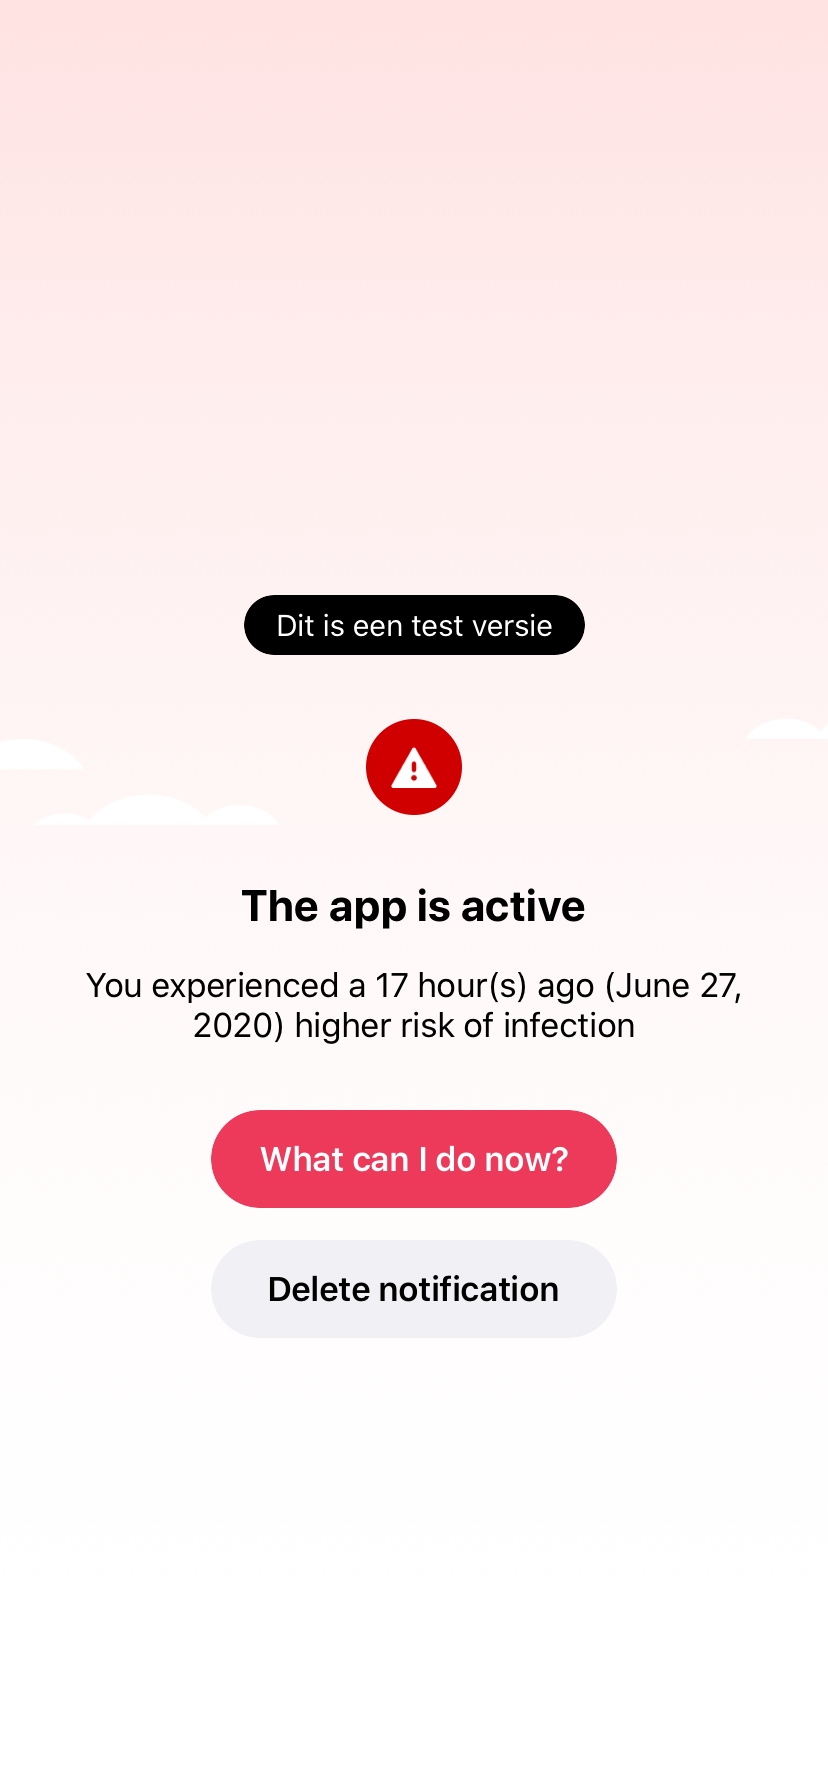 Dit is een test versie
The app is active
You experienced a 17 hour(s) ago (June 27,
2020) higher risk of infection
What can I do now?
Delete notification